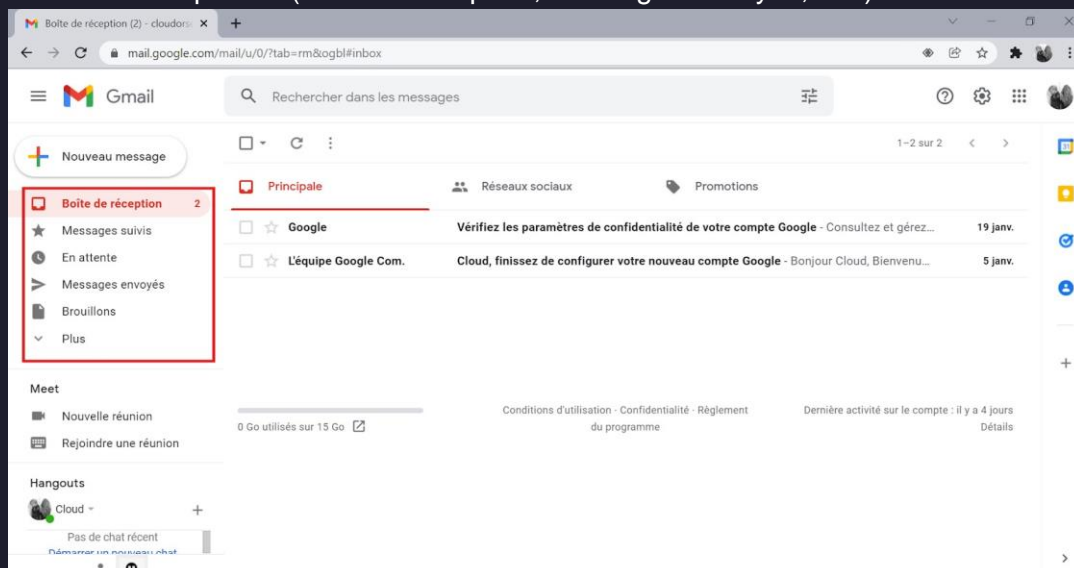 Boîte de réception (2) - cloudors
mail.google.com/mail/u/0/?tab=rm&ogbl#inbox
Gmail
Rechercher dans les messages
Nouveau message
1–2 sur 2
Principale
Réseaux sociaux
Promotions
Boîte de réception 2
Messages suivis
En attente
Messages envoyés
Brouillons
Plus
Google Vérifiez les paramètres de confidentialité de votre compte Google - Consultez et gérez... 19 janv.
L'équipe Google Com. Cloud, finissez de configurer votre nouveau compte Google - Bonjour Cloud, Bienvenu... 5 janv.
Meet
Nouvelle réunion
Rejoindre une réunion
0 Go utilisés sur 15 Go
Conditions d'utilisation · Confidentialité · Règlement
du programme
Dernière activité sur le compte : il y a 4 jours
Détails
Hangouts
Cloud
Pas de chat récent
Démarrer un nouveau chat
31